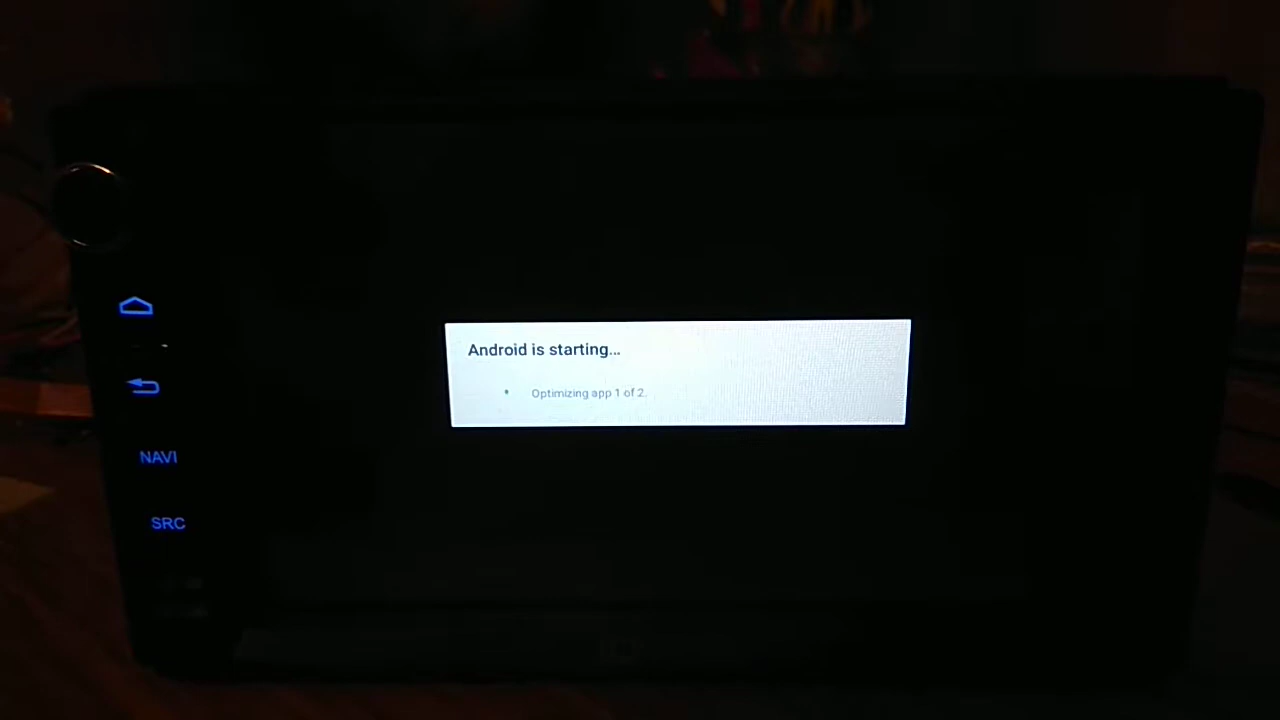 Android is starting...
Optimizing app 1 of 2.
NAVI
SRC